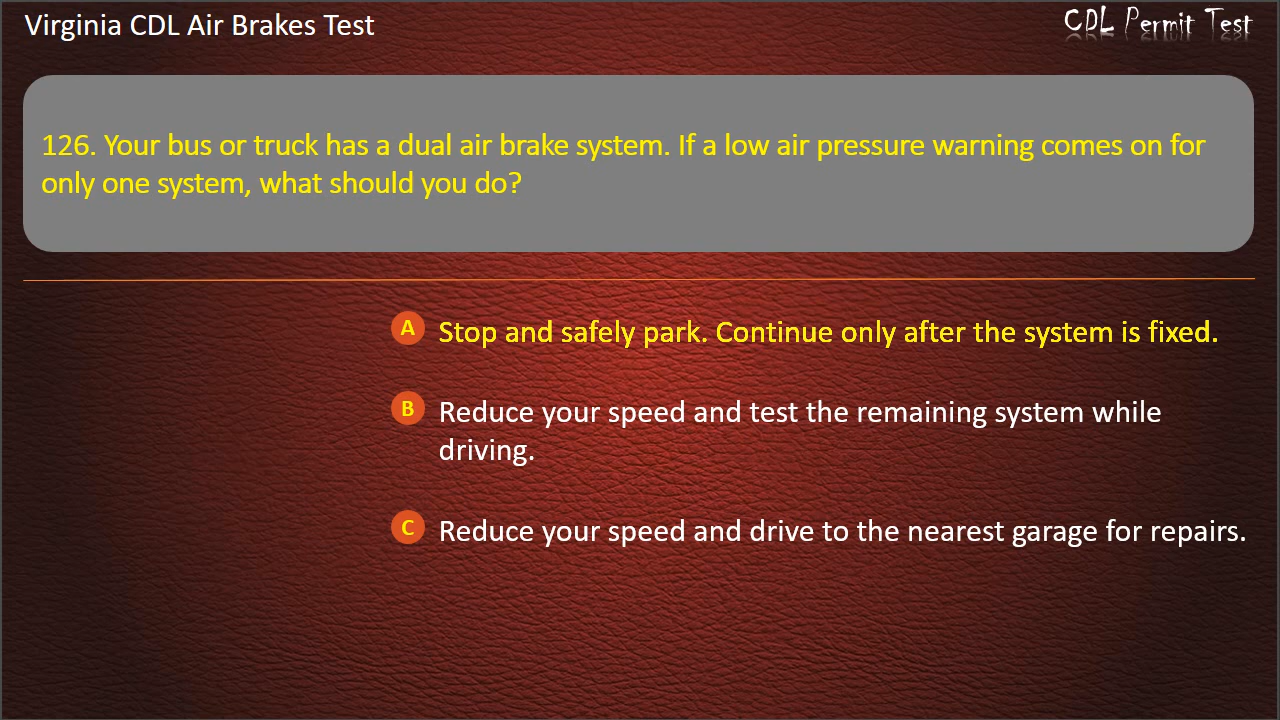 Virginia CDL Air Brakes Test
CDL Permit Test
126. Your bus or truck has a dual air brake system. If a low air pressure warning comes on for
only one system, what should you do?
A Stop and safely park. Continue only after the system is fixed.
B Reduce your speed and test the remaining system while
driving.
C Reduce your speed and drive to the nearest garage for repairs.